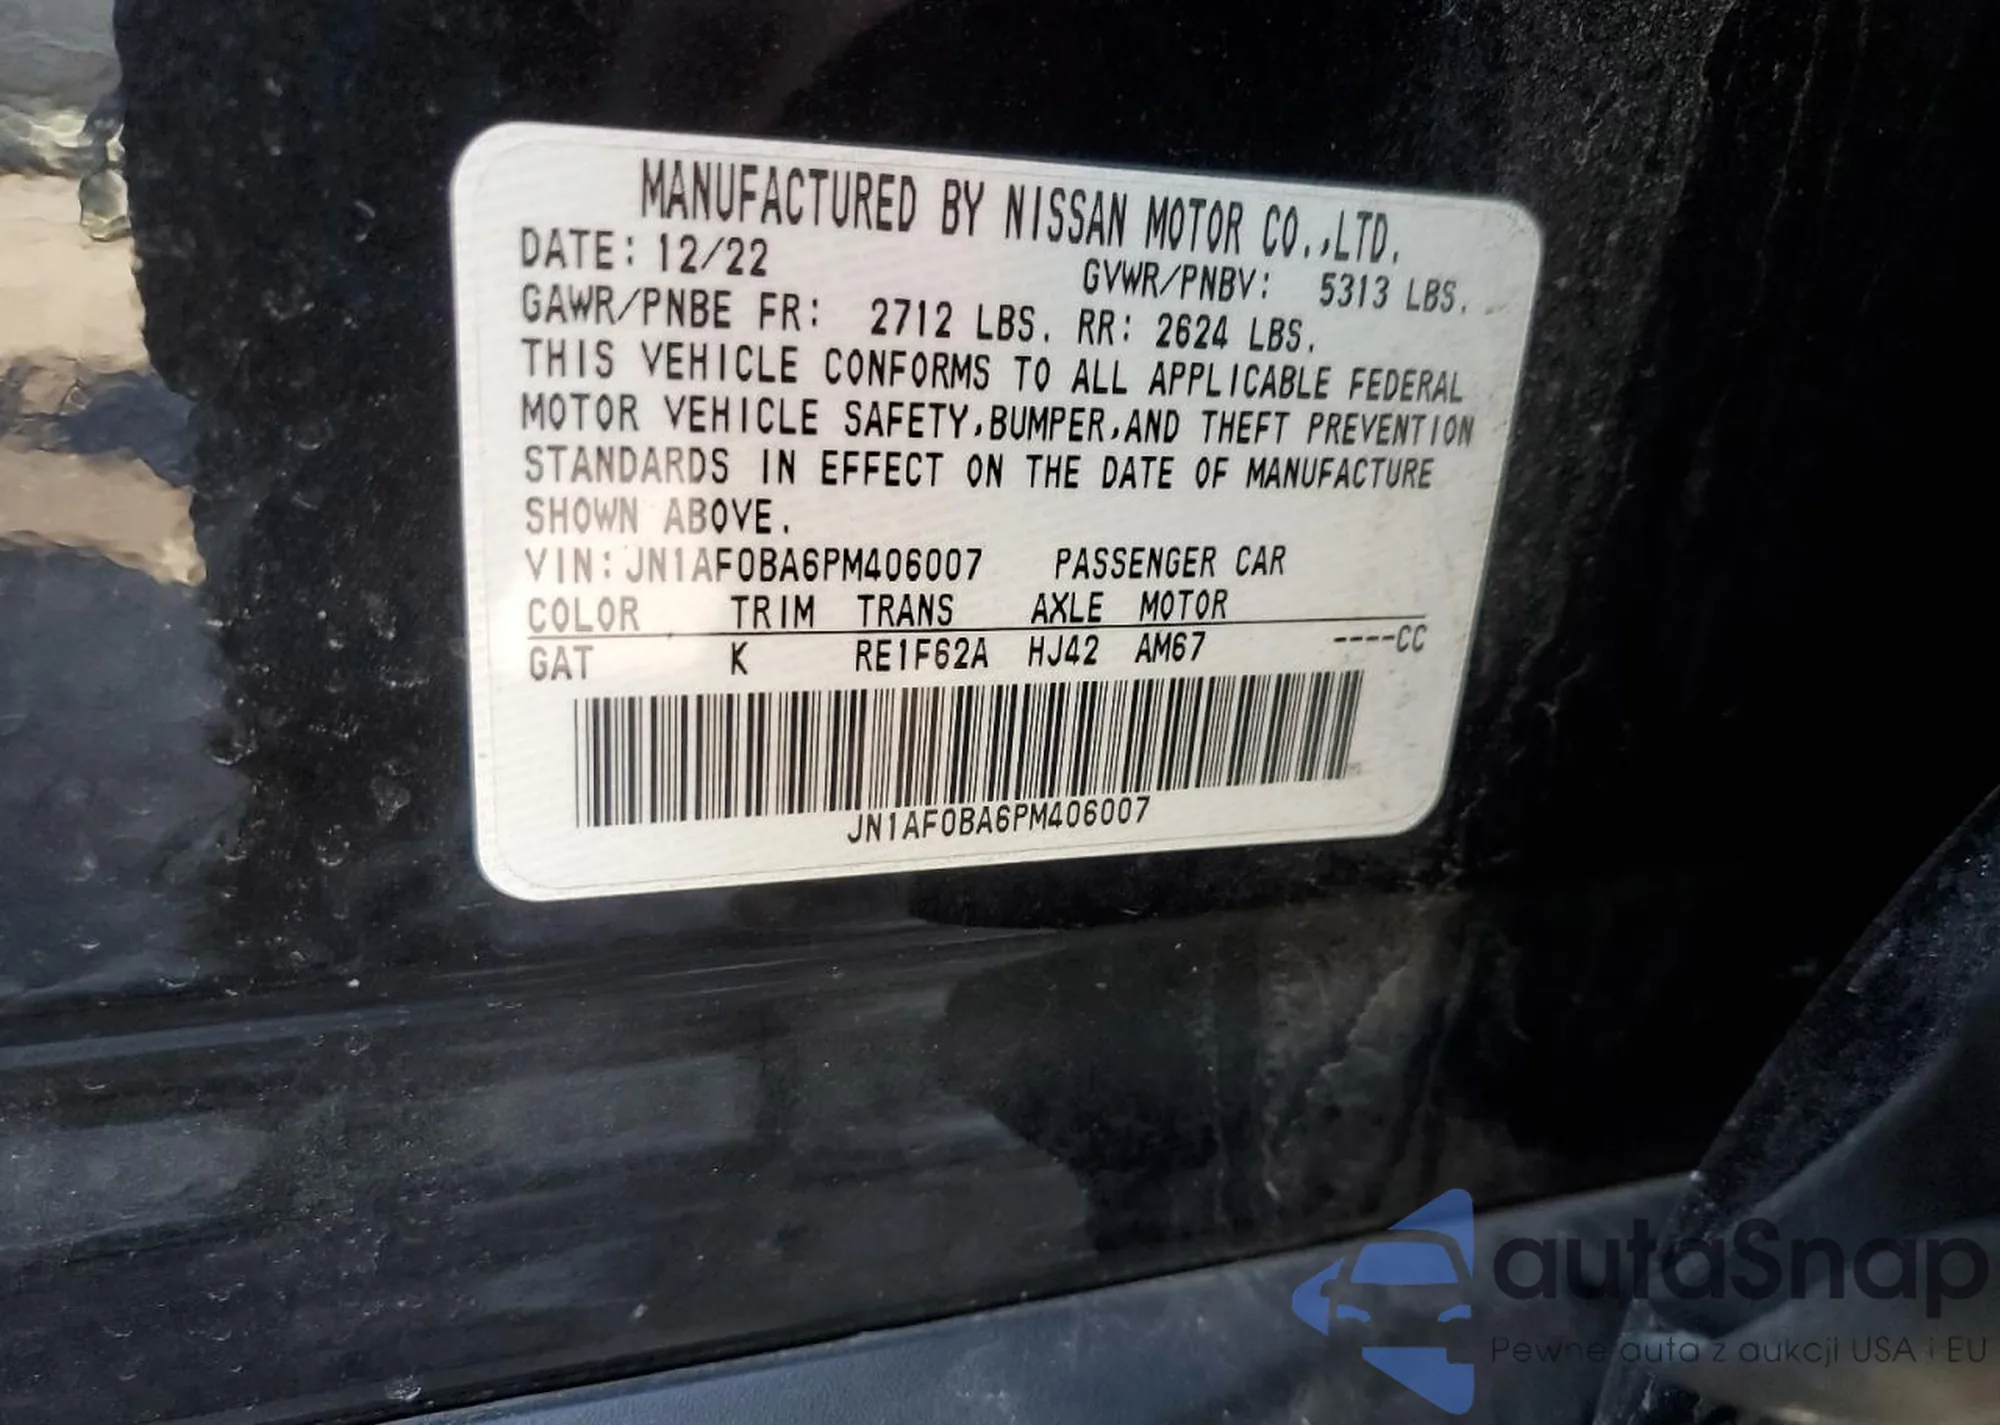 MANUFACTURED BY NISSAN MOTOR CO.,LTD.
DATE: 12/22 GVWR/PNBV: 5313 LBS.
GAWR/PNBE FR: 2712 LBS. RR: 2624 LBS.
THIS VEHICLE CONFORMS TO ALL APPLICABLE FEDERAL
MOTOR VEHICLE SAFETY,BUMPER,AND THEFT PREVENTION
STANDARDS IN EFFECT ON THE DATE OF MANUFACTURE
SHOWN ABOVE.
VIN: JN1AF0BA6PM406007 PASSENGER CAR
COLOR TRIM TRANS AXLE MOTOR
GAT K RE1F62A HJ42 AM67 ----CC
JN1AF0BA6PM406007
autaSnap
Pewne auta z aukcji USA i EU